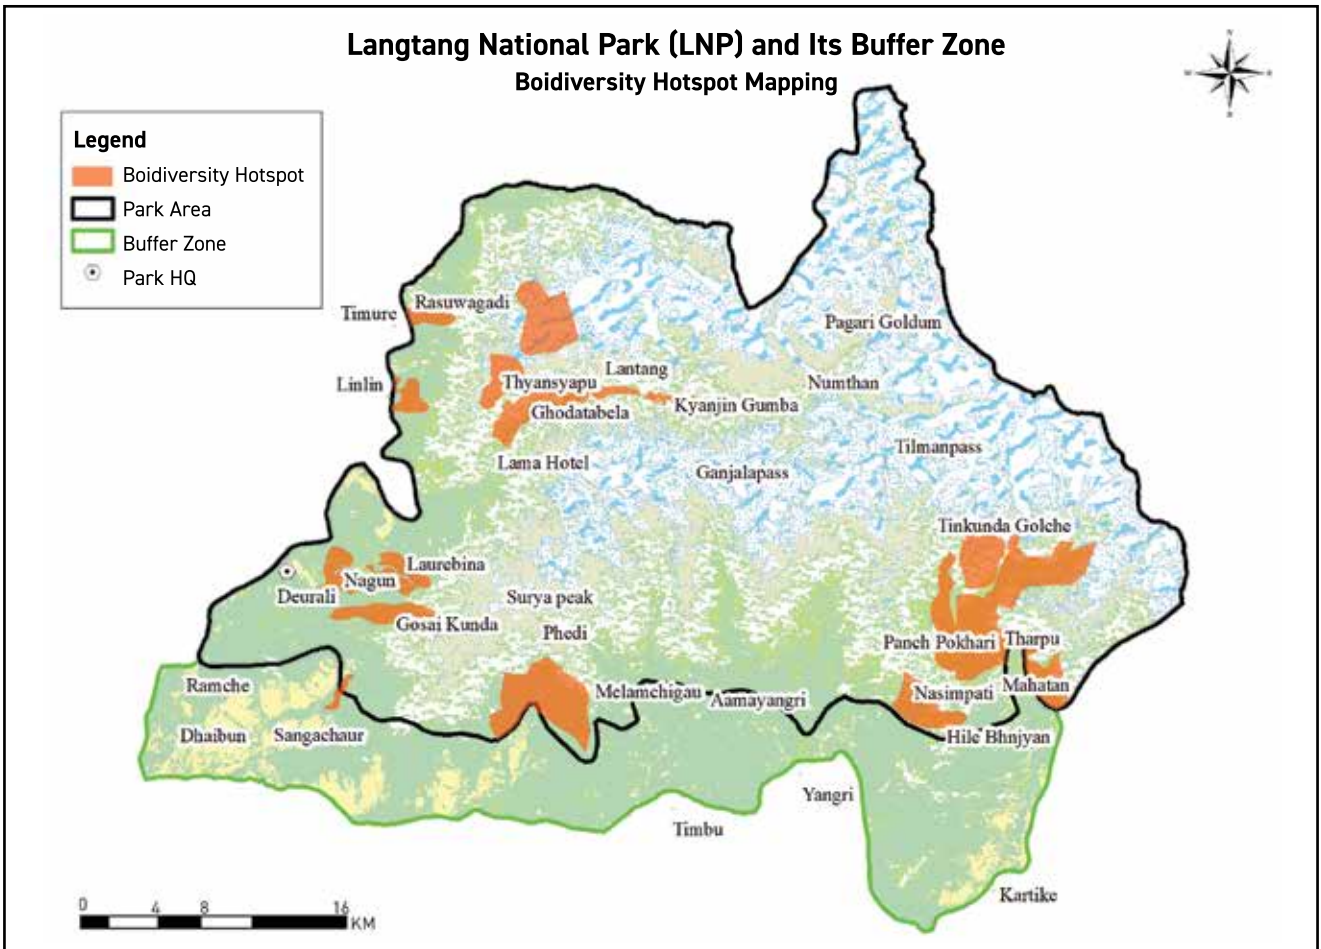 Langtang National Park (LNP) and Its Buffer Zone
Boidiversity Hotspot Mapping
N
W
E
S
Legend
Boidiversity Hotspot
Park Area
Buffer Zone
Park HQ
Timure
Rasuwagadi
Pagari Goldum
Linlin
Thyansyapu
Lantang
Numthan
Ghodatabela
Kyanjin Gumba
Lama Hotel
Ganjalapass
Tilmanpass
Tinkunda Golche
Laurebina
Nagun
Deurali
Surya peak
Gosai Kunda
Phedi
Panch Pokhari
Tharpu
Ramche
Melamchigau
Aamayangri
Nasimpati
Mahatan
Dhaibun
Sangachaur
Hile Bhnjyan
Yangri
Timbu
Kartike
0 4 8 16
KM